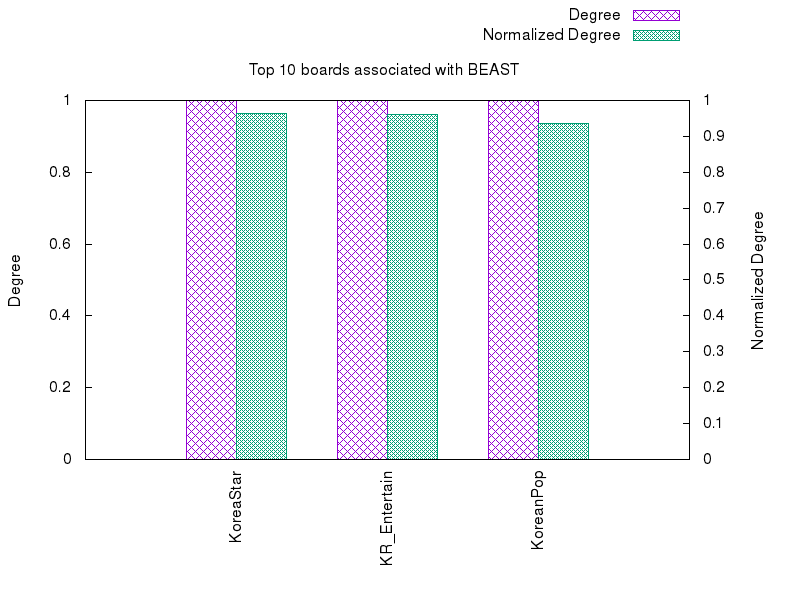 Degree
Normalized Degree
Top 10 boards associated with BEAST
1
0.8
0.6
0.4
0.2
0
1
0.9
0.8
0.7
0.6
0.5
0.4
0.3
0.2
0.1
0
Degree
Normalized Degree
KoreaStar
KR_Entertain
KoreanPop